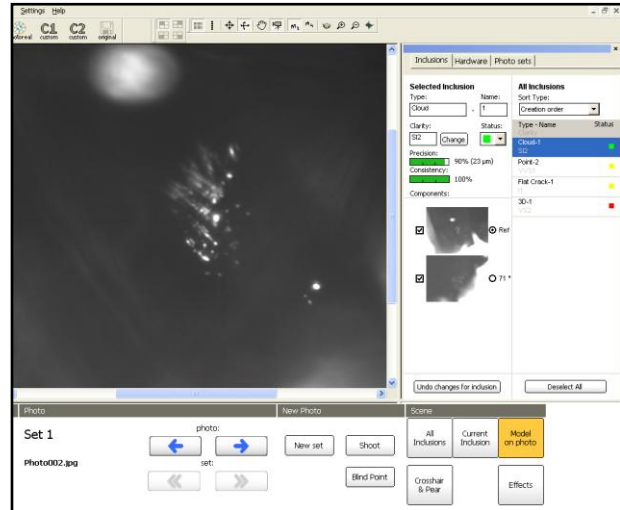 Settings Help
C1 C2
custom custom original
Inclusions Hardware Photo sets
Selected Inclusion
Type: Name:
Cloud - 1
Clarity: Status:
SI2 Change
Precision:
90% (23 µm)
Consistency:
100%
Components:
Ref
71 °
Undo changes for inclusion
All Inclusions
Sort Type:
Creation order
Type - Name Status
Clarity
Cloud-1
SI2
Point-2
Flat Crack-1
I1
3D-1
VS2
Deselect All
Photo New Photo Scene
Set 1
Photo002.jpg
photo:
set:
New set Shoot
Blind Point
All Inclusions
Current Inclusion
Model on photo
Crosshair & Pear
Effects